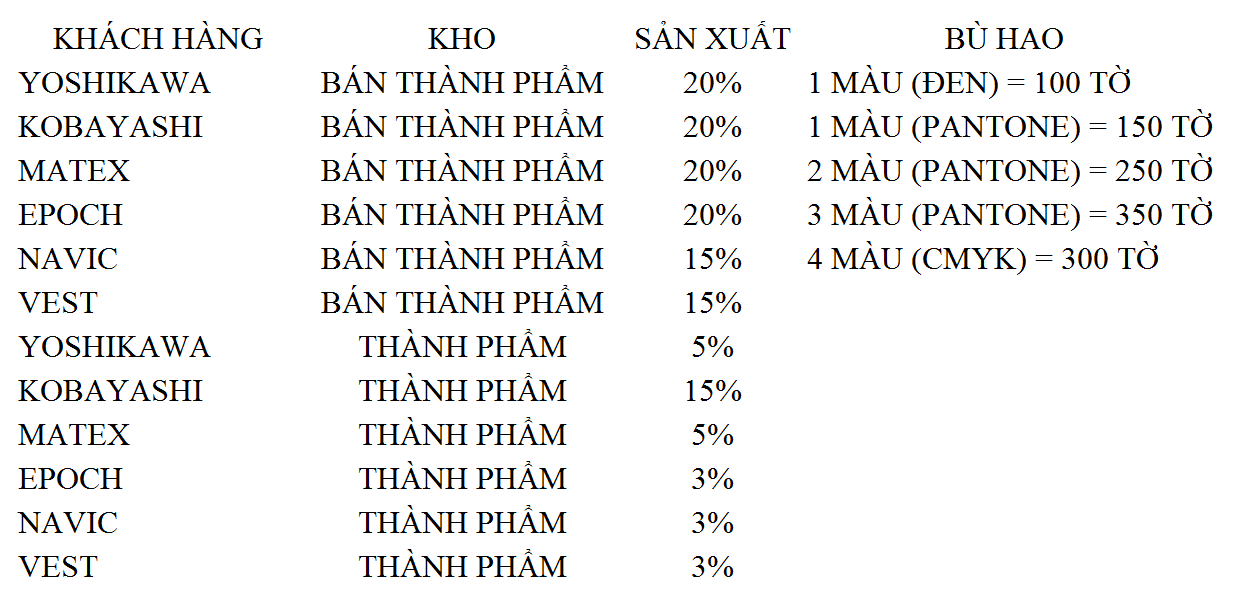 KHÁCH HÀNG KHO SẢN XUẤT BÙ HAO
YOSHIKAWA BÁN THÀNH PHẨM 20% 1 MÀU (ĐEN) = 100 TỜ
KOBAYASHI BÁN THÀNH PHẨM 20% 1 MÀU (PANTONE) = 150 TỜ
MATEX BÁN THÀNH PHẨM 20% 2 MÀU (PANTONE) = 250 TỜ
EPOCH BÁN THÀNH PHẨM 20% 3 MÀU (PANTONE) = 350 TỜ
NAVIC BÁN THÀNH PHẨM 15% 4 MÀU (CMYK) = 300 TỜ
VEST BÁN THÀNH PHẨM 15%
YOSHIKAWA THÀNH PHẨM 5%
KOBAYASHI THÀNH PHẨM 15%
MATEX THÀNH PHẨM 5%
EPOCH THÀNH PHẨM 3%
NAVIC THÀNH PHẨM 3%
VEST THÀNH PHẨM 3%